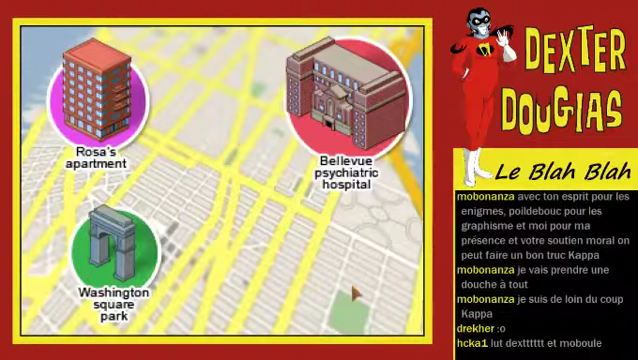 Rosa's
apartment
Bellevue
psychiatric
hospital
Washington
square
park
DEXTER
DOUGIAS
Le Blah Blah
mobonanza avec ton esprit pour les
enigmes, poildebouc pour les
graphisme et moi pour ma
présence et votre soutien moral on
peut faire un bon truc Kappa
mobonanza je vais prendre une
douche à tout
mobonanza je suis de loin du coup
Kappa
drekher :o
hcka1 lut dextttttt et moboule